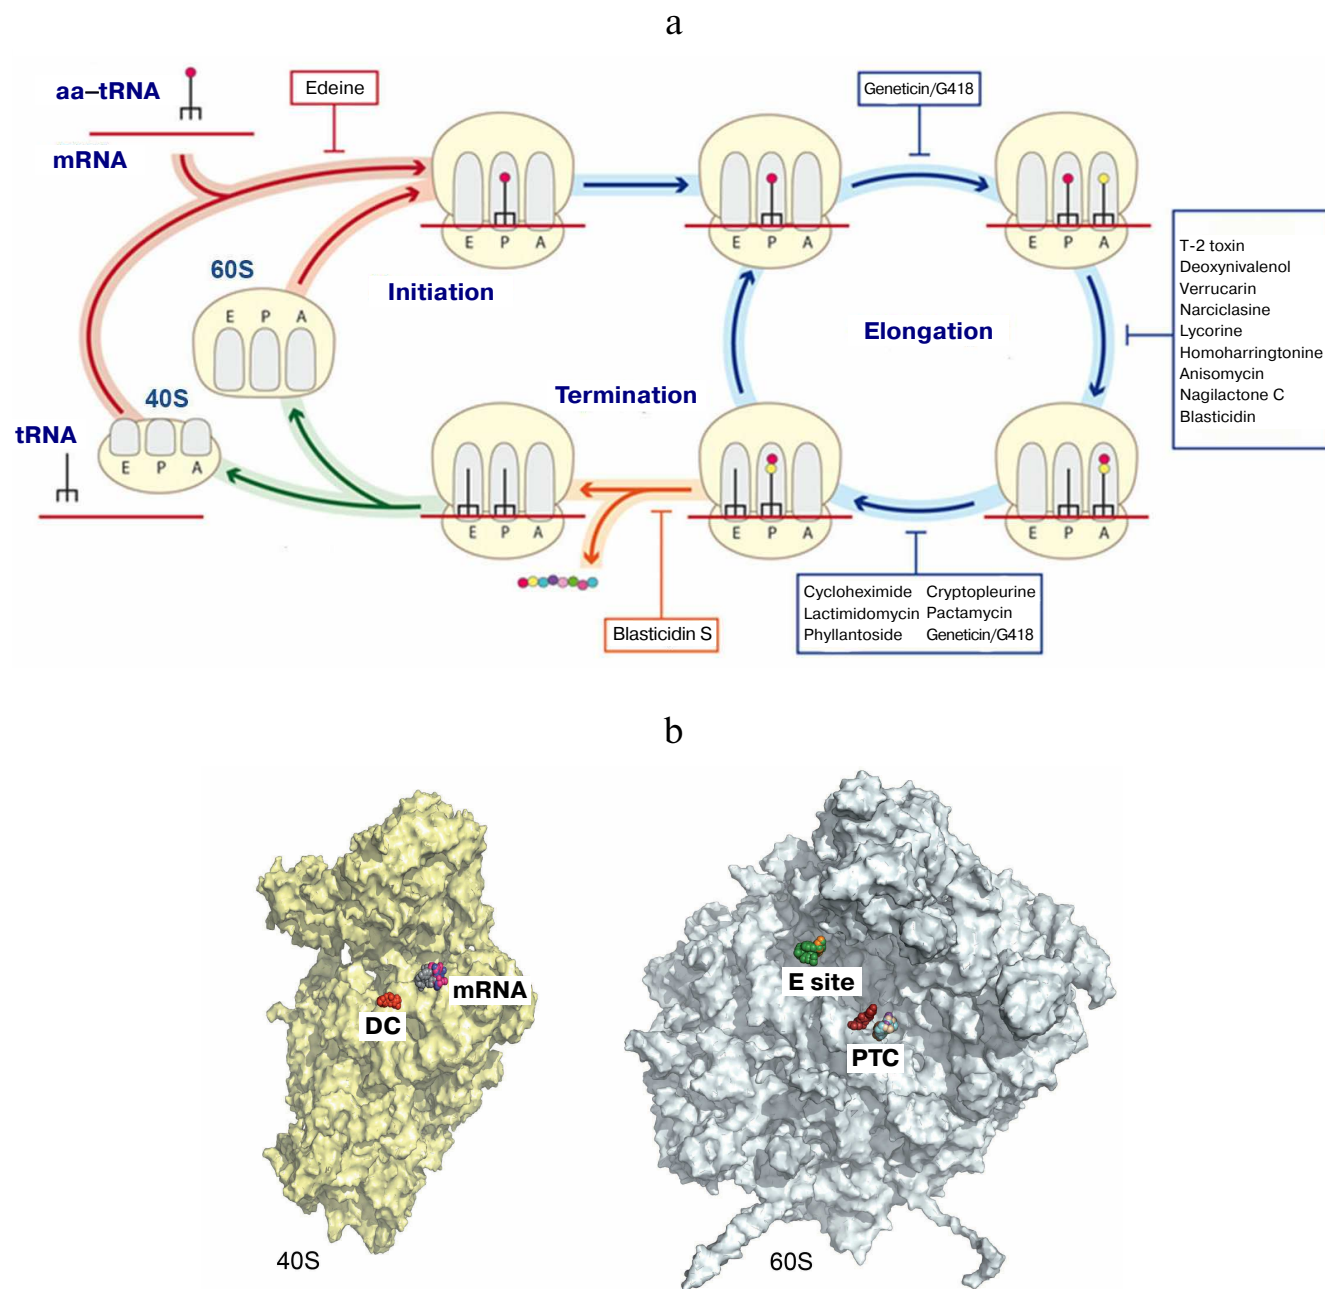 a
aa–tRNA
mRNA
Edeine
Geneticin/G418
E P A
E P A
E P A
60S
E P A
Initiation
Elongation
T-2 toxin
Deoxynivalenol
Verrucarin
Narciclasine
Lycorine
Homoharringtonine
Anisomycin
Nagilactone C
Blasticidin
40S
E P A
tRNA
Termination
E P A
E P A
E P A
Blasticidin S
Cycloheximide Cryptopleurine
Lactimidomycin Pactamycin
Phyllantoside Geneticin/G418
b
mRNA
DC
E site
PTC
40S
60S